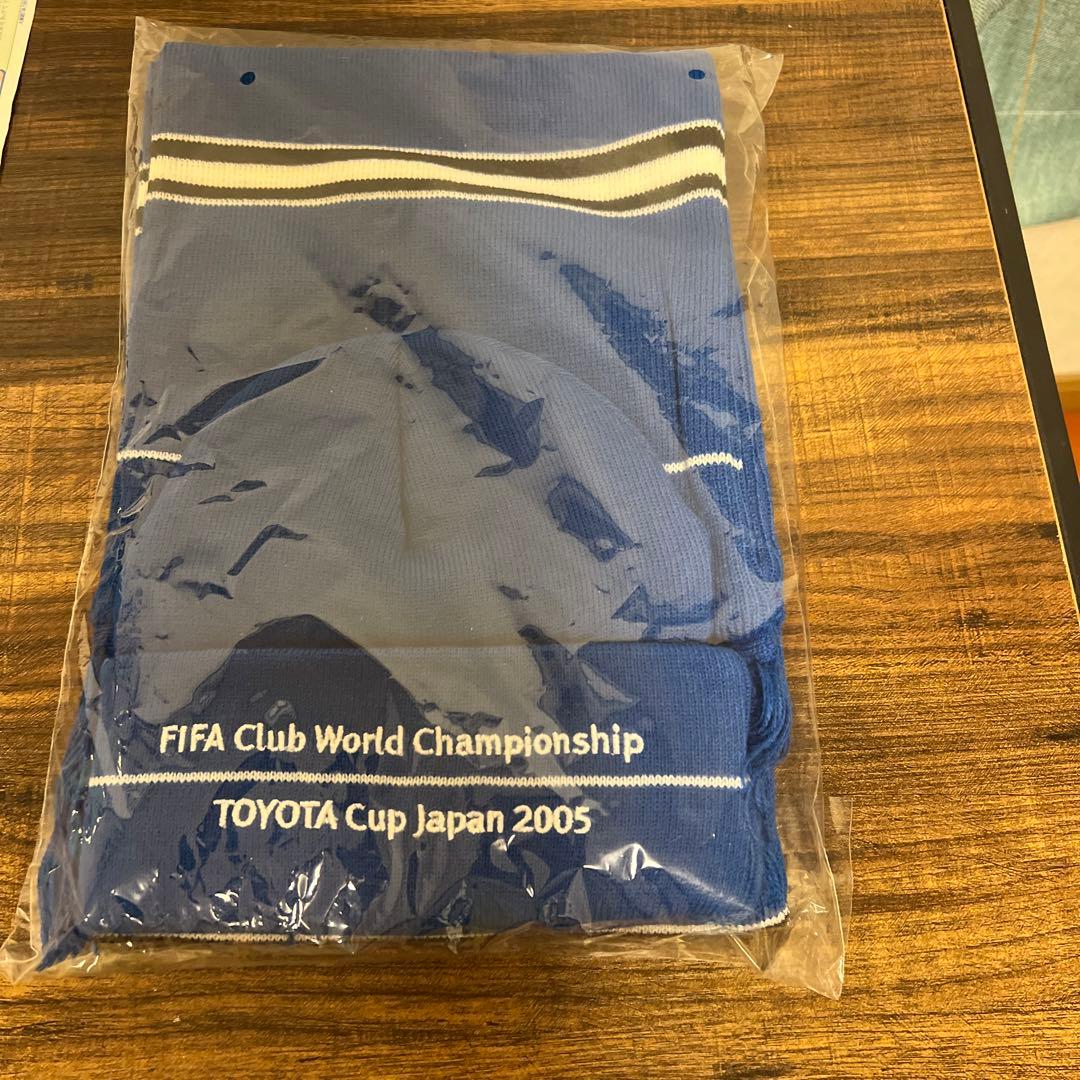 FIFA Club World Championship
TOYOTA Cup Japan 2005